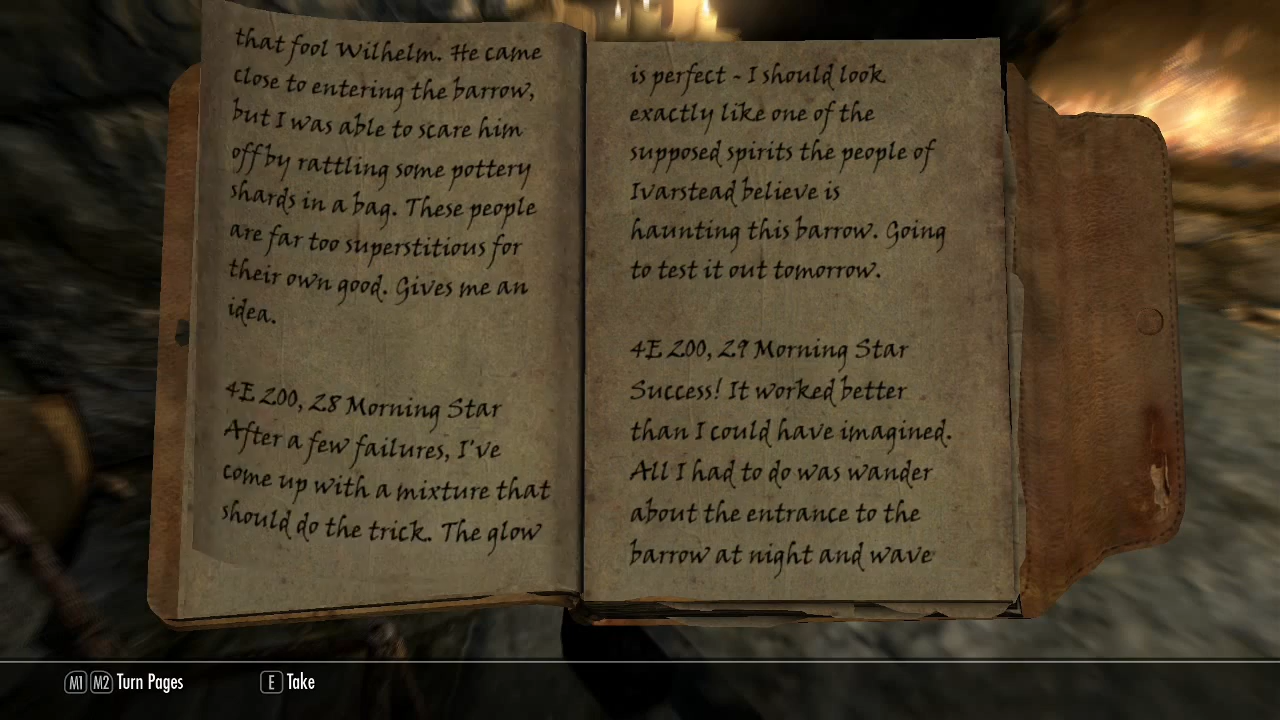 that fool Wilhelm. He came
close to entering the barrow,
but I was able to scare him
off by rattling some pottery
shards in a bag. These people
are far too superstitious for
their own good. Gives me an
idea.
4E 200, 28 Morning Star
After a few failures, I've
come up with a mixture that
should do the trick. The glow
is perfect - I should look
exactly like one of the
supposed spirits the people of
Ivarstead believe is
haunting this barrow. Going
to test it out tomorrow.
4E 200, 29 Morning Star
Success! It worked better
than I could have imagined.
All I had to do was wander
about the entrance to the
barrow at night and wave
M1 M2 Turn Pages
E Take